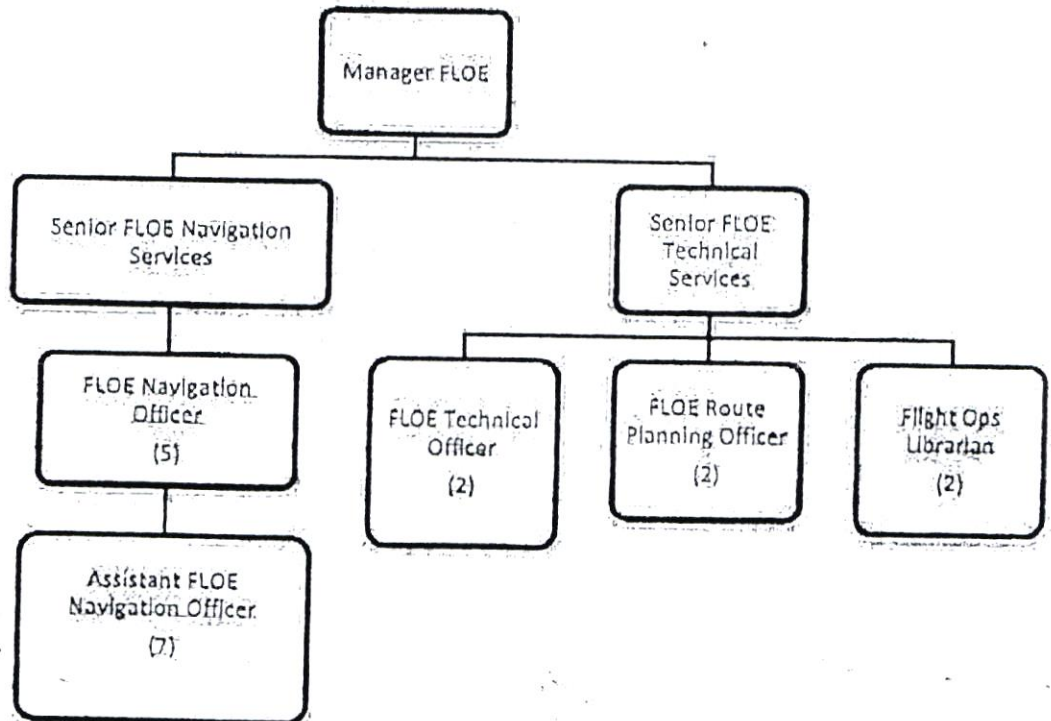 Manager FLOE
Senior FLOE Navigation
Services
Senior FLOE
Technical
Services
FLOE Navigation
Officer
(5)
FLOE Technical
Officer
(2)
FLOE Route
Planning Officer
(2)
Flight Ops
Librarian
(2)
Assistant FLOE
Navigation Officer
(7)